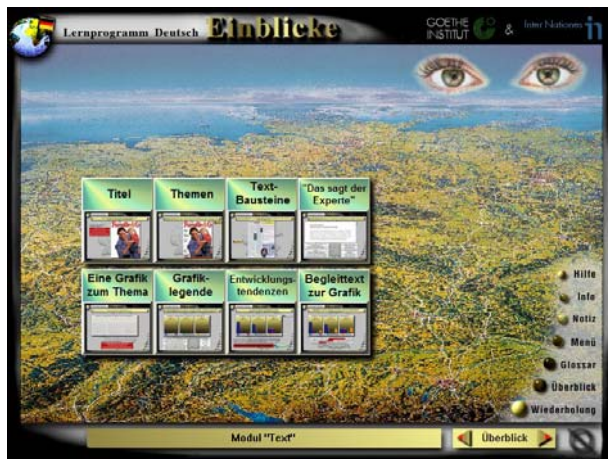 Lernprogramm Deutsch Einblicke
GOETHE
INSTITUT
&
Inter Nationes
in
Titel
Themen
Text-
Bausteine
"Das sagt der
Experte"
Eine Grafik
zum Thema
Grafik-
legende
Entwicklungs-
tendenzen
Begleittext
zur Grafik
Hilfe
Info
Notiz
Menü
Glossar
Überblick
Wiederholung
Modul "Text"
Überblick